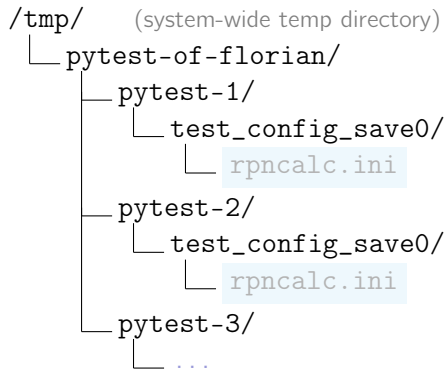 /tmp/ (system-wide temp directory)
pytest-of-florian/
pytest-1/
test_config_save0/
rpncalc.ini
pytest-2/
test_config_save0/
rpncalc.ini
pytest-3/
...